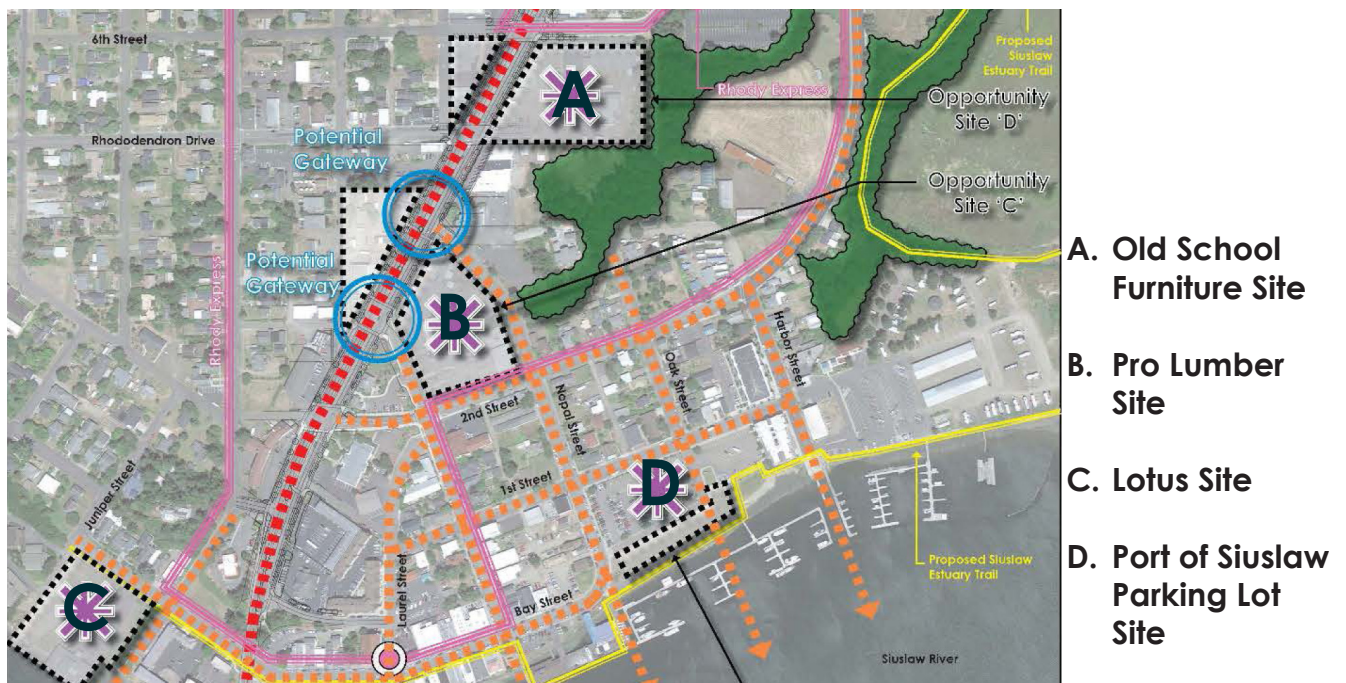 6th Street
Proposed
Siuslaw
Estuary Trail
A
Rhody Express
Opportunity
Site 'D'
Rhododendron Drive
Potential
Gateway
Opportunity
Site 'C'
Potential
Gateway
Rhody Express
B
Harbor Street
Oak Street
Nopal Street
2nd Street
1st Street
D
Juniper Street
C
Laurel Street
Bay Street
Proposed Siuslaw
Estuary Trail
Siuslaw River
A. Old School
Furniture Site
B. Pro Lumber
Site
C. Lotus Site
D. Port of Siuslaw
Parking Lot
Site